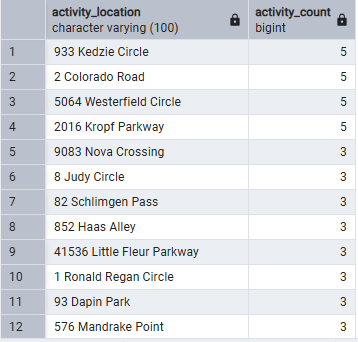 activity_location activity_count
character varying (100) bigint
1 933 Kedzie Circle 5
2 2 Colorado Road 5
3 5064 Westerfield Circle 5
4 2016 Kropf Parkway 5
5 9083 Nova Crossing 3
6 8 Judy Circle 3
7 82 Schlimgen Pass 3
8 852 Haas Alley 3
9 41536 Little Fleur Parkway 3
10 1 Ronald Regan Circle 3
11 93 Dapin Park 3
12 576 Mandrake Point 3